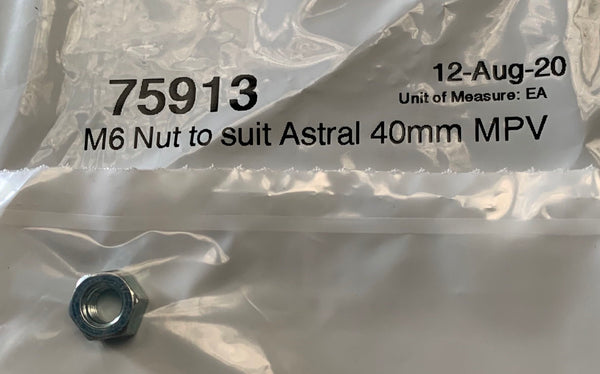 12-Aug-20
75913
Unit of Measure: EA
M6 Nut to suit Astral 40mm MPV